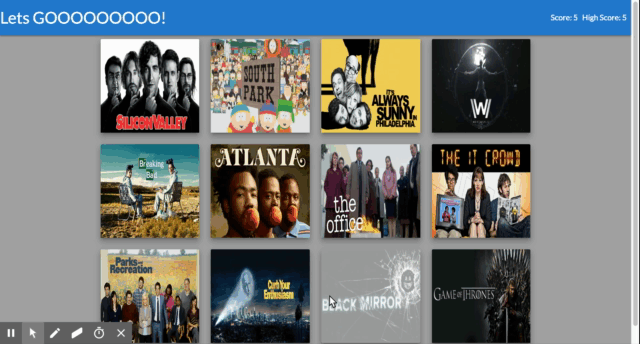 Lets GOOOOOOOOO!
Score: 5 High Score: 5
SILICON VALLEY
SOUTH
PARK
IT'S
ALWAYS
SUNNY IN
PHILADELPHIA
W
Breaking
Bad
ATLANTA
the
office
THE IT CROWD
Parks and
Recreation
Curb Your
Enthusiasm
BLACK MIRROR
GAME OF THRONES